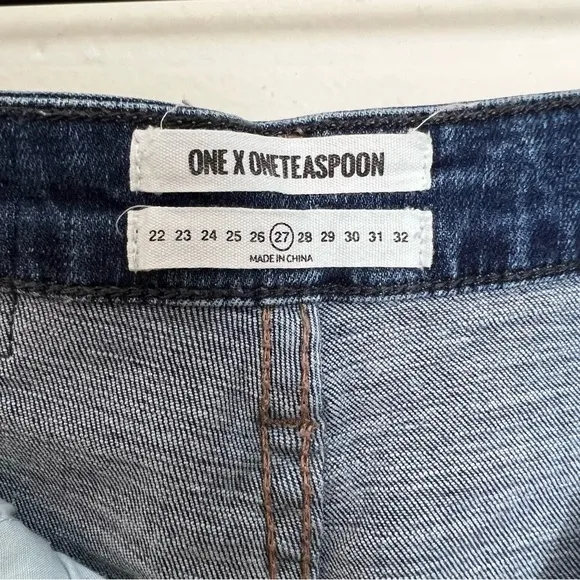 ONE X ONETEASPOON
22 23 24 25 26 27 28 29 30 31 32
MADE IN CHINA